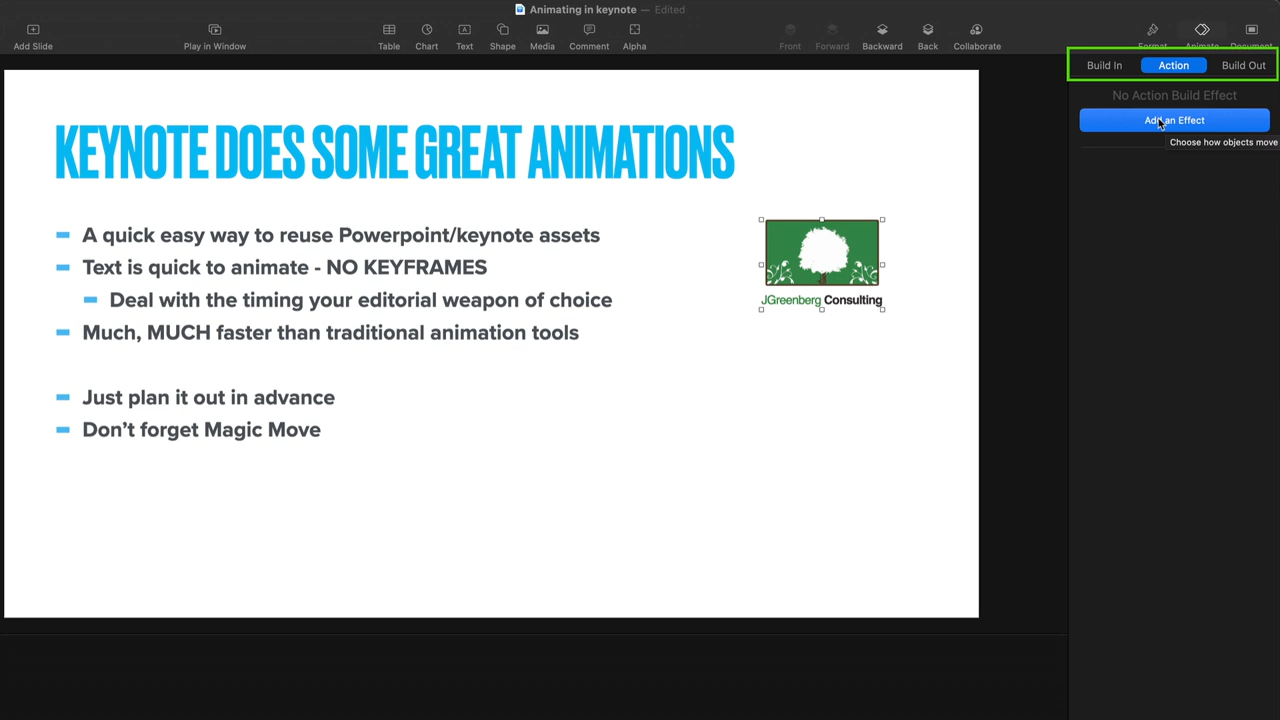 Animating in keynote — Edited
Add Slide
Play in Window
Table
Chart
Text
Shape
Media
Comment
Alpha
Front
Forward
Backward
Back
Collaborate
Format
Animate
Document
Build In
Action
Build Out
No Action Build Effect
Add an Effect
Choose how objects move
KEYNOTE DOES SOME GREAT ANIMATIONS
A quick easy way to reuse Powerpoint/keynote assets
Text is quick to animate - NO KEYFRAMES
Deal with the timing your editorial weapon of choice
Much, MUCH faster than traditional animation tools
Just plan it out in advance
Don’t forget Magic Move
JGreenberg Consulting